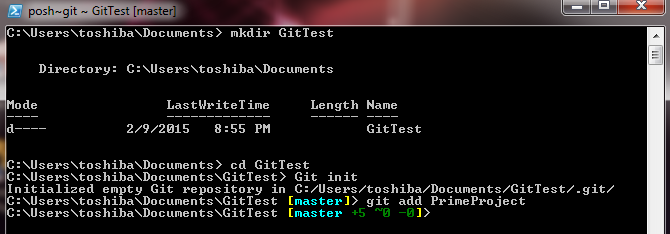 posh~git ~ GitTest [master]
C:\Users\toshiba\Documents> mkdir GitTest
Directory: C:\Users\toshiba\Documents
Mode LastWriteTime Length Name
---- ------------- ------ ----
d---- 2/9/2015 8:55 PM GitTest
C:\Users\toshiba\Documents> cd GitTest
C:\Users\toshiba\Documents\GitTest> Git init
Initialized empty Git repository in C:/Users/toshiba/Documents/GitTest/.git/
C:\Users\toshiba\Documents\GitTest [master]> git add PrimeProject
C:\Users\toshiba\Documents\GitTest [master +5 ~0 -0]>